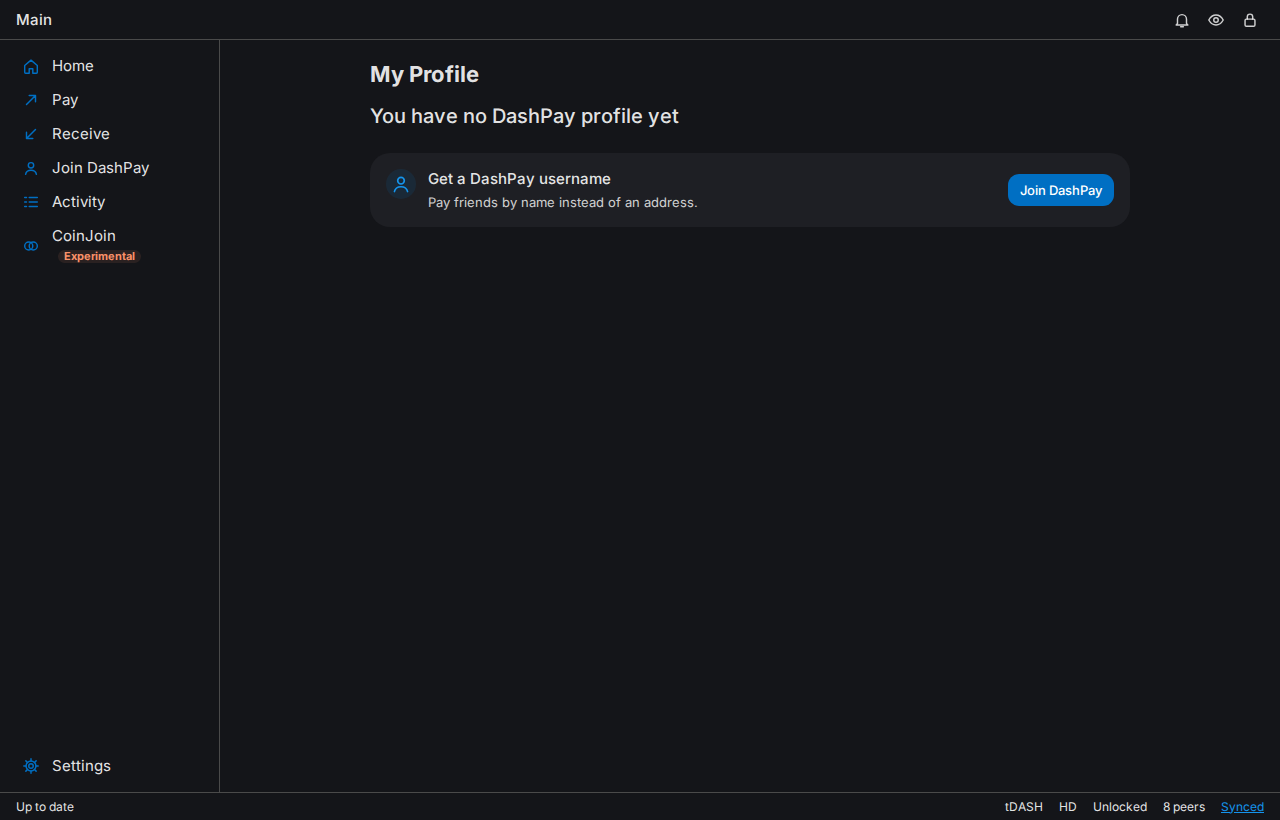 Main
Home
Pay
Receive
Join DashPay
Activity
CoinJoin
Experimental
Settings
My Profile
You have no DashPay profile yet
Get a DashPay username
Pay friends by name instead of an address.
Join DashPay
Up to date
tDASH HD Unlocked 8 peers Synced